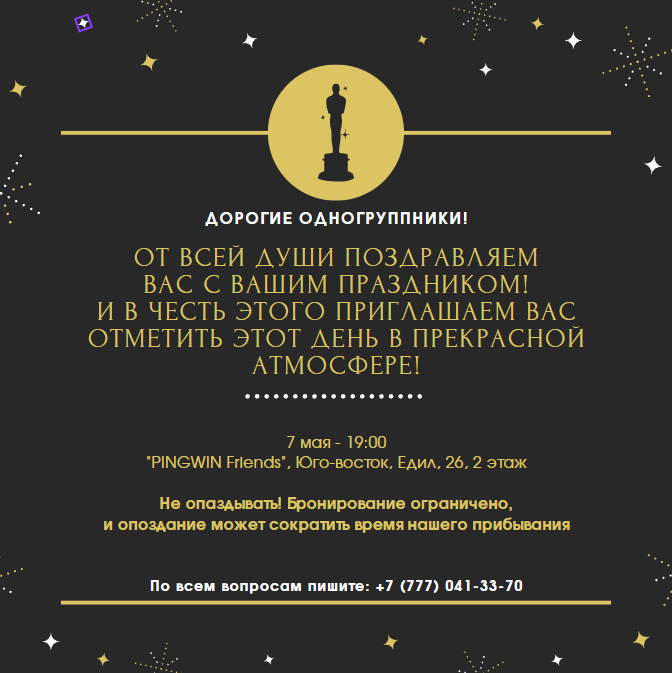 ДОРОГИЕ ОДНОГРУППНИКИ!
ОТ ВСЕЙ ДУШИ ПОЗДРАВЛЯЕМ
ВАС С ВАШИМ ПРАЗДНИКОМ!
И В ЧЕСТЬ ЭТОГО ПРИГЛАШАЕМ ВАС
ОТМЕТИТЬ ЭТОТ ДЕНЬ В ПРЕКРАСНОЙ
АТМОСФЕРЕ!
7 мая - 19:00
"PINGWIN Friends", Юго-восток, Едил, 26, 2 этаж
Не опаздывать! Бронирование ограничено,
и опоздание может сократить время нашего прибывания
По всем вопросам пишите: +7 (777) 041-33-70